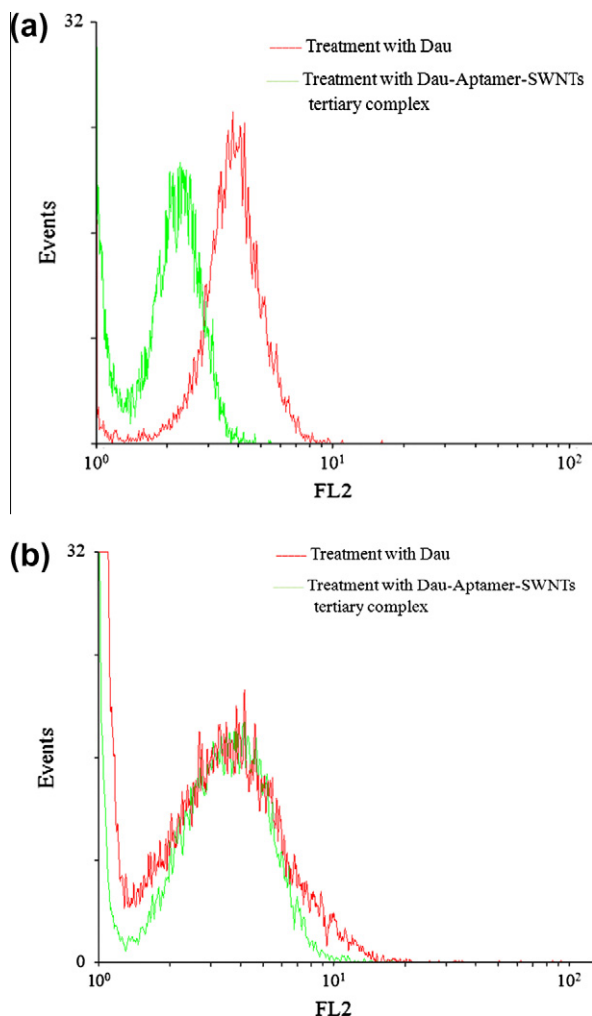 (a)
32
Treatment with Dau
Treatment with Dau-Aptamer-SWNTs
tertiary complex
Events
10⁰
10¹
10²
FL2
(b)
32
Treatment with Dau
Treatment with Dau-Aptamer-SWNTs
tertiary complex
Events
0
10⁰
10¹
10²
FL2